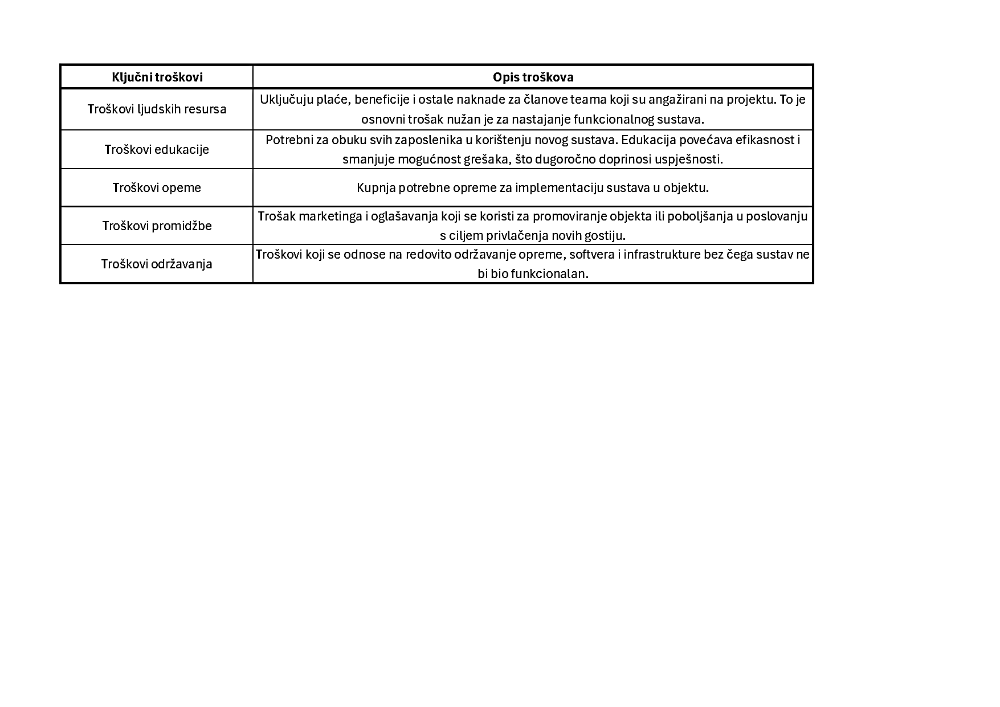 Ključni troškovi
Opis troškova
Troškovi ljudskih resursa
Uključuju plaće, beneficije i ostale naknade za članove teama koji su angažirani na projektu. To je
osnovni trošak nužan je za nastajanje funkcionalnog sustava.
Troškovi edukacije
Potrebni za obuku svih zaposlenika u korištenju novog sustava. Edukacija povećava efikasnost i
smanjuje mogućnost grešaka, što dugoročno doprinosi uspješnosti.
Troškovi opeme
Kupnja potrebne opreme za implementaciju sustava u objektu.
Troškovi promidžbe
Trošak marketinga i oglašavanja koji se koristi za promoviranje objekta ili poboljšanja u poslovanju
s ciljem privlačenja novih gostiju.
Troškovi održavanja
Troškovi koji se odnose na redovito održavanje opreme, softvera i infrastrukture bez čega sustav ne
bi bio funkcionalan.